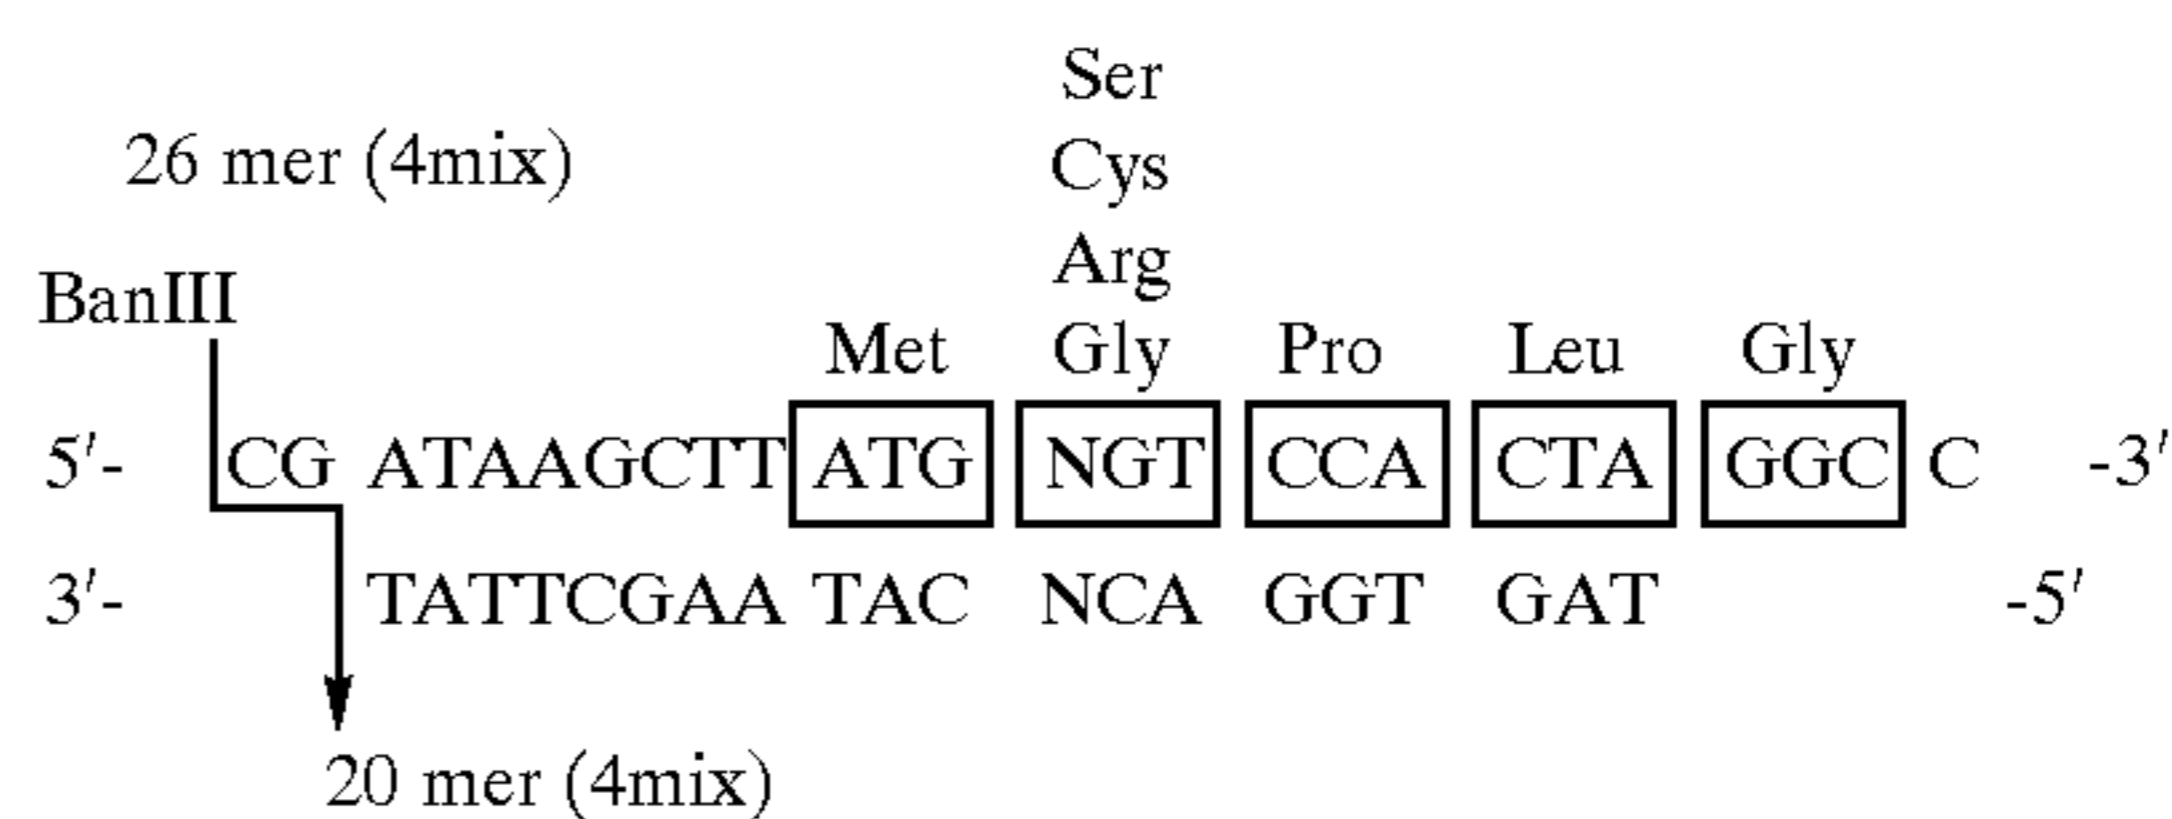 Ser
26 mer (4mix) Cys
Arg
BanIII
Met Gly Pro Leu Gly
5′- CG ATAAGCTT ATG NGT CCA CTA GGC C -3′
3′- TATTCGAA TAC NCA GGT GAT -5′
20 mer (4mix)